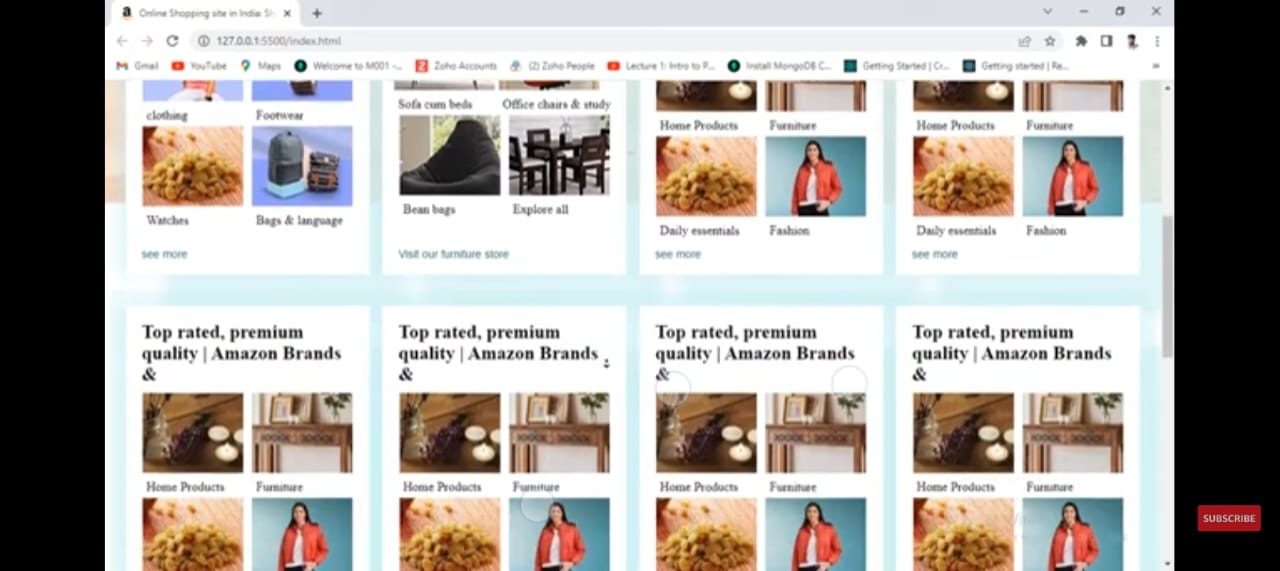 Online Shopping site in India: Sh
127.0.0.1:5500/index.html
Gmail YouTube Maps Welcome to M001 -... Zoho Accounts (2) Zoho People Lecture 1: Intro to P... Install MongoDB C... Getting Started | Cr... Getting started | Re... »
clothing Footwear
Sofa cum beds Office chairs & study
Home Products Furniture
Home Products Furniture
Watches Bags & language
Bean bags Explore all
Daily essentials Fashion
Daily essentials Fashion
see more
Visit our furniture store
see more
see more
Top rated, premium
quality | Amazon Brands
&
Home Products Furniture
Top rated, premium
quality | Amazon Brands
&
Home Products Furniture
Top rated, premium
quality | Amazon Brands
&
Home Products Furniture
Top rated, premium
quality | Amazon Brands
&
Home Products Furniture
SUBSCRIBE